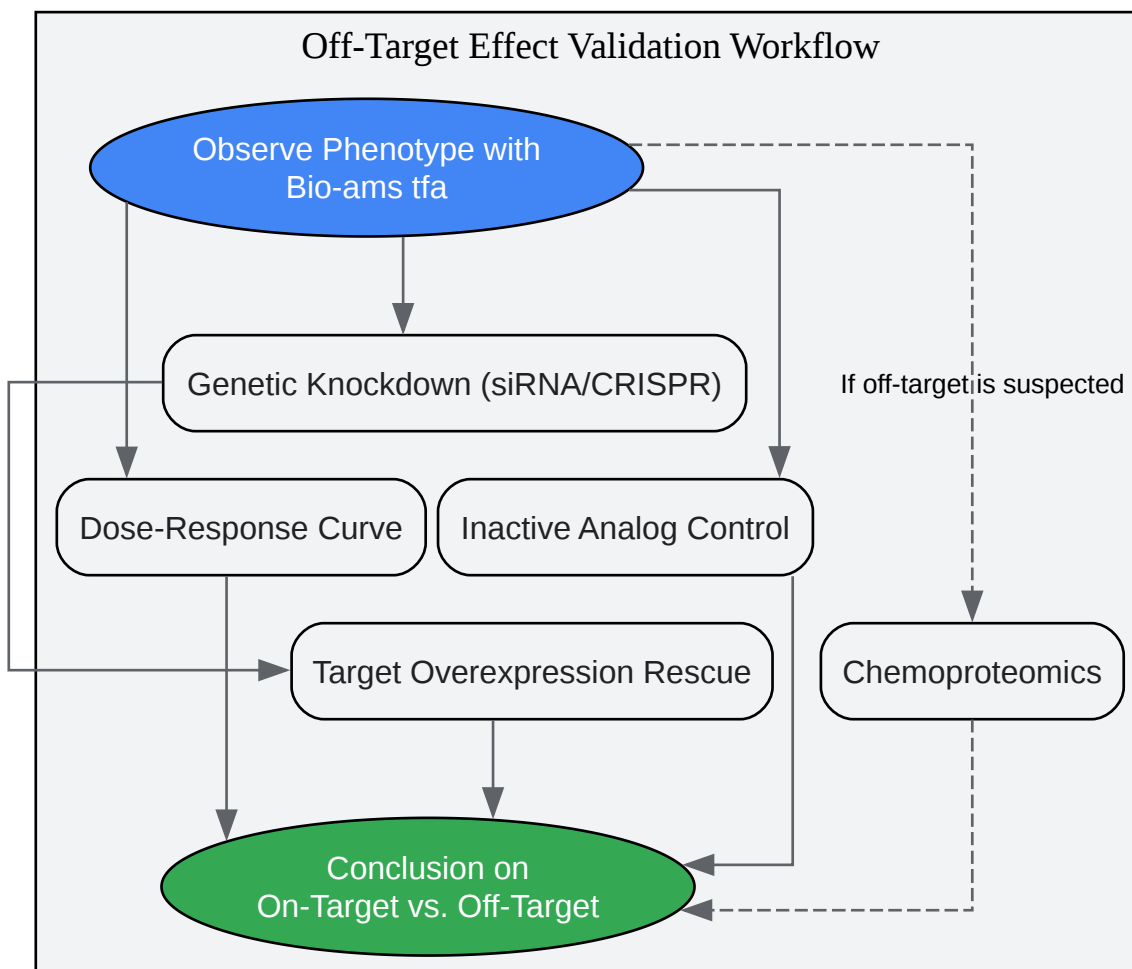 Off-Target Effect Validation Workflow
Observe Phenotype with
Bio-ams tfa
Genetic Knockdown (siRNA/CRISPR)
If off-target is suspected
Dose-Response Curve
Inactive Analog Control
Target Overexpression Rescue
Chemoproteomics
Conclusion on
On-Target vs. Off-Target